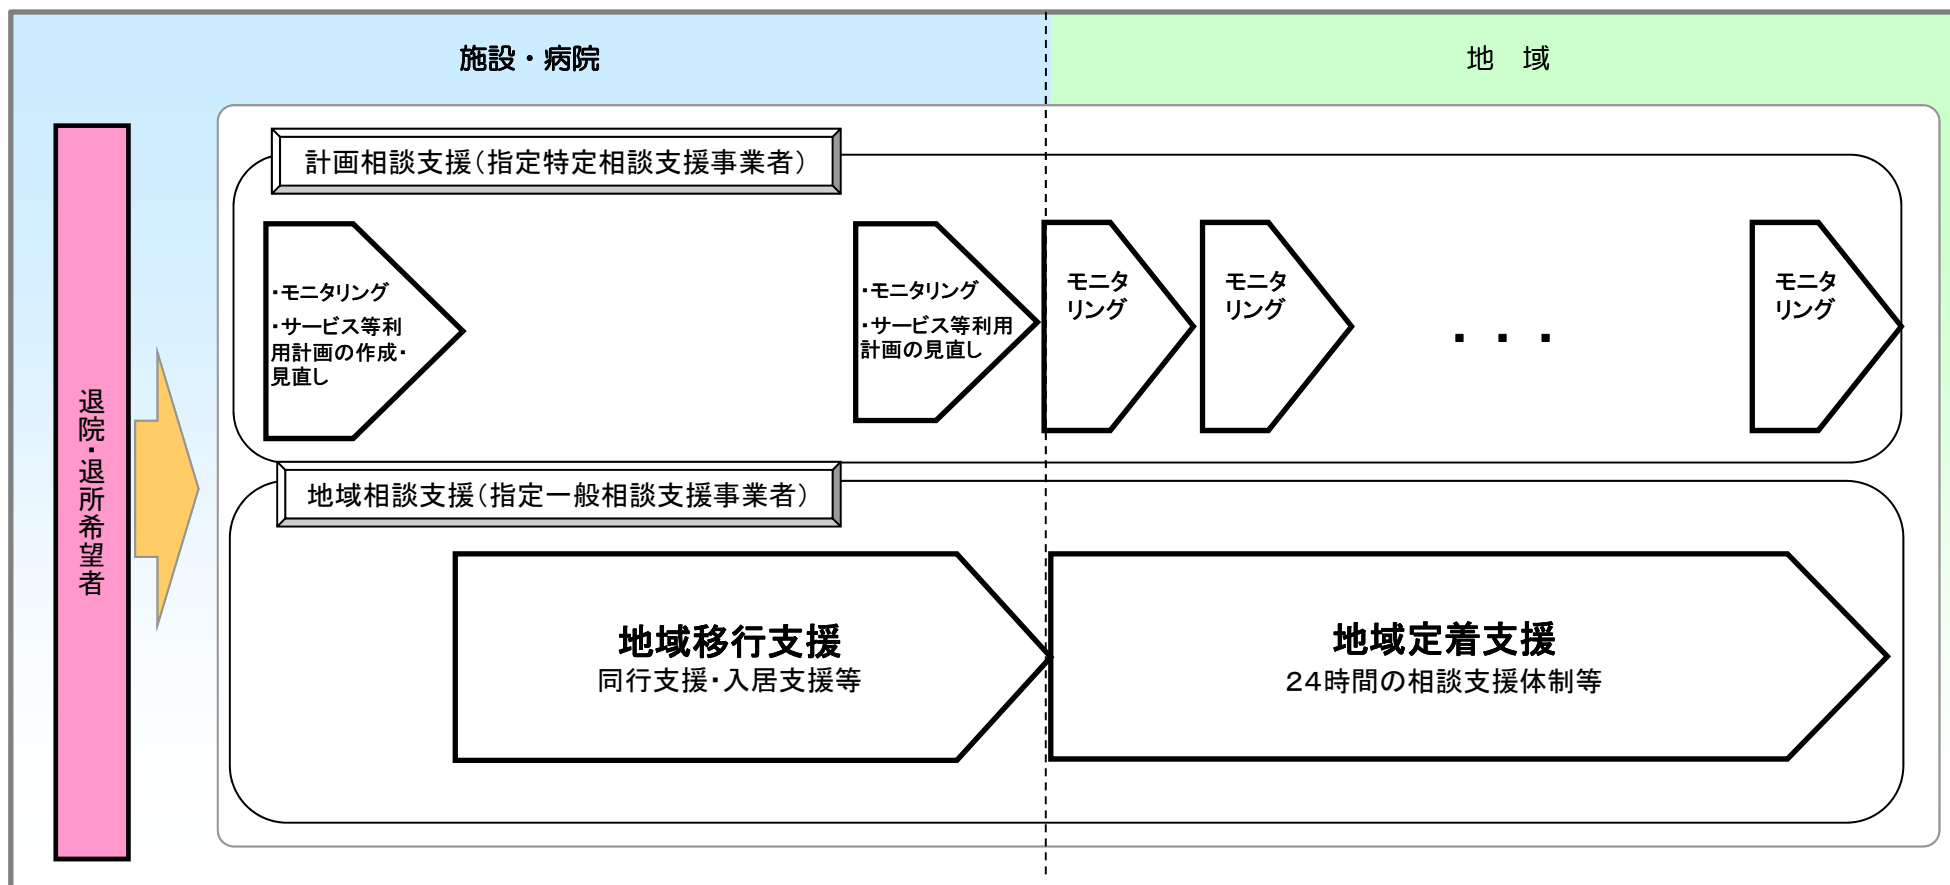 施設・病院
地　域
退院・退所希望者
計画相談支援（指定特定相談支援事業者）
・モニタリング
・サービス等利
用計画の作成・
見直し
・モニタリング
・サービス等利用
計画の見直し
モニタ
リング
モニタ
リング
・・・
モニタ
リング
地域相談支援（指定一般相談支援事業者）
地域移行支援
同行支援・入居支援等
地域定着支援
２４時間の相談支援体制等